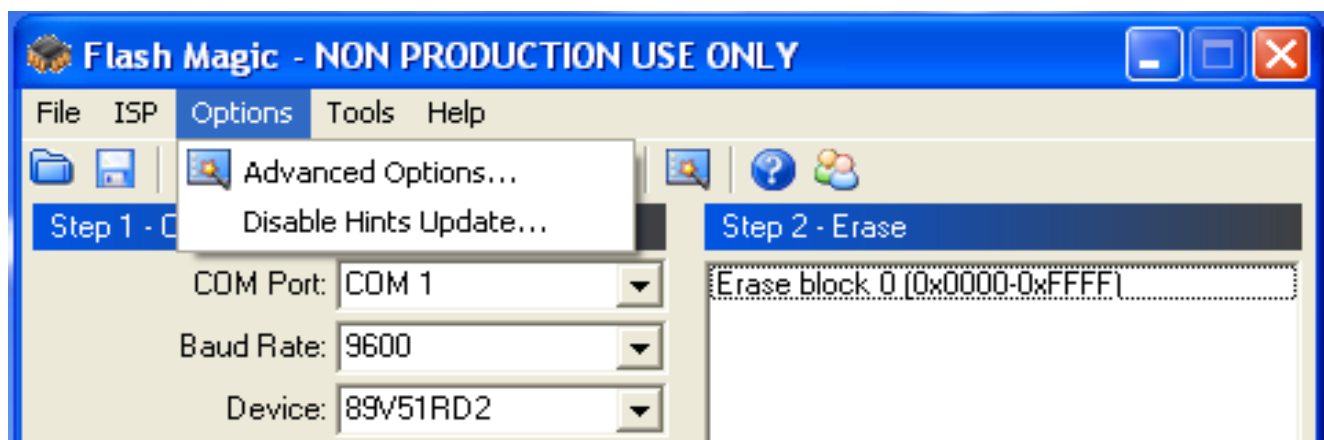 Flash Magic - NON PRODUCTION USE ONLY
File ISP Options Tools Help
Advanced Options...
Disable Hints Update...
Step 1 - C
Step 2 - Erase
COM Port: COM 1
Erase block 0 (0x0000-0xFFFF)
Baud Rate: 9600
Device: 89V51RD2